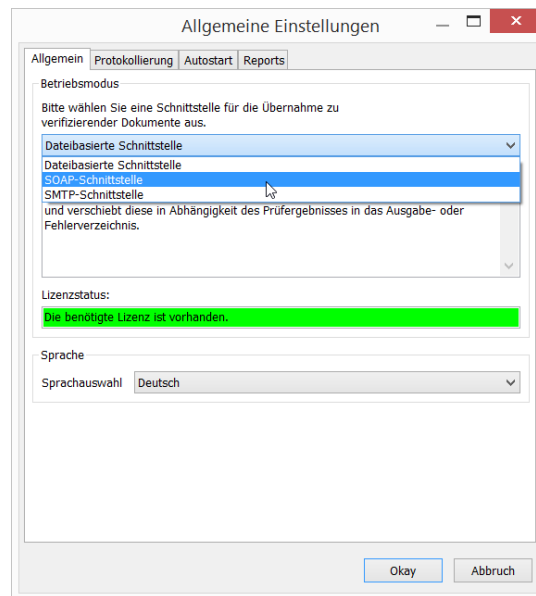 Allgemeine Einstellungen
Allgemein Protokollierung Autostart Reports
Betriebsmodus
Bitte wählen Sie eine Schnittstelle für die Übernahme zu
verifizierender Dokumente aus.
Dateibasierte Schnittstelle
Dateibasierte Schnittstelle
SOAP-Schnittstelle
SMTP-Schnittstelle
und verschiebt diese in Abhängigkeit des Prüfergebnisses in das Ausgabe- oder
Fehlerverzeichnis.
Lizenzstatus:
Die benötigte Lizenz ist vorhanden.
Sprache
Sprachauswahl Deutsch
Okay Abbruch